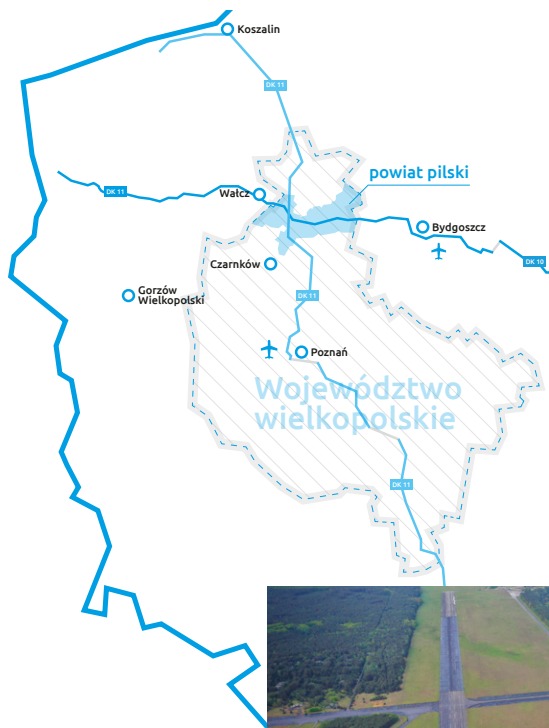 Koszalin
DK 11
powiat pilski
DK 11
Wałcz
Bydgoszcz
Czarnków
DK 10
Gorzów
Wielkopolski
DK 11
Poznań
Województwo
wielkopolskie
DK 11